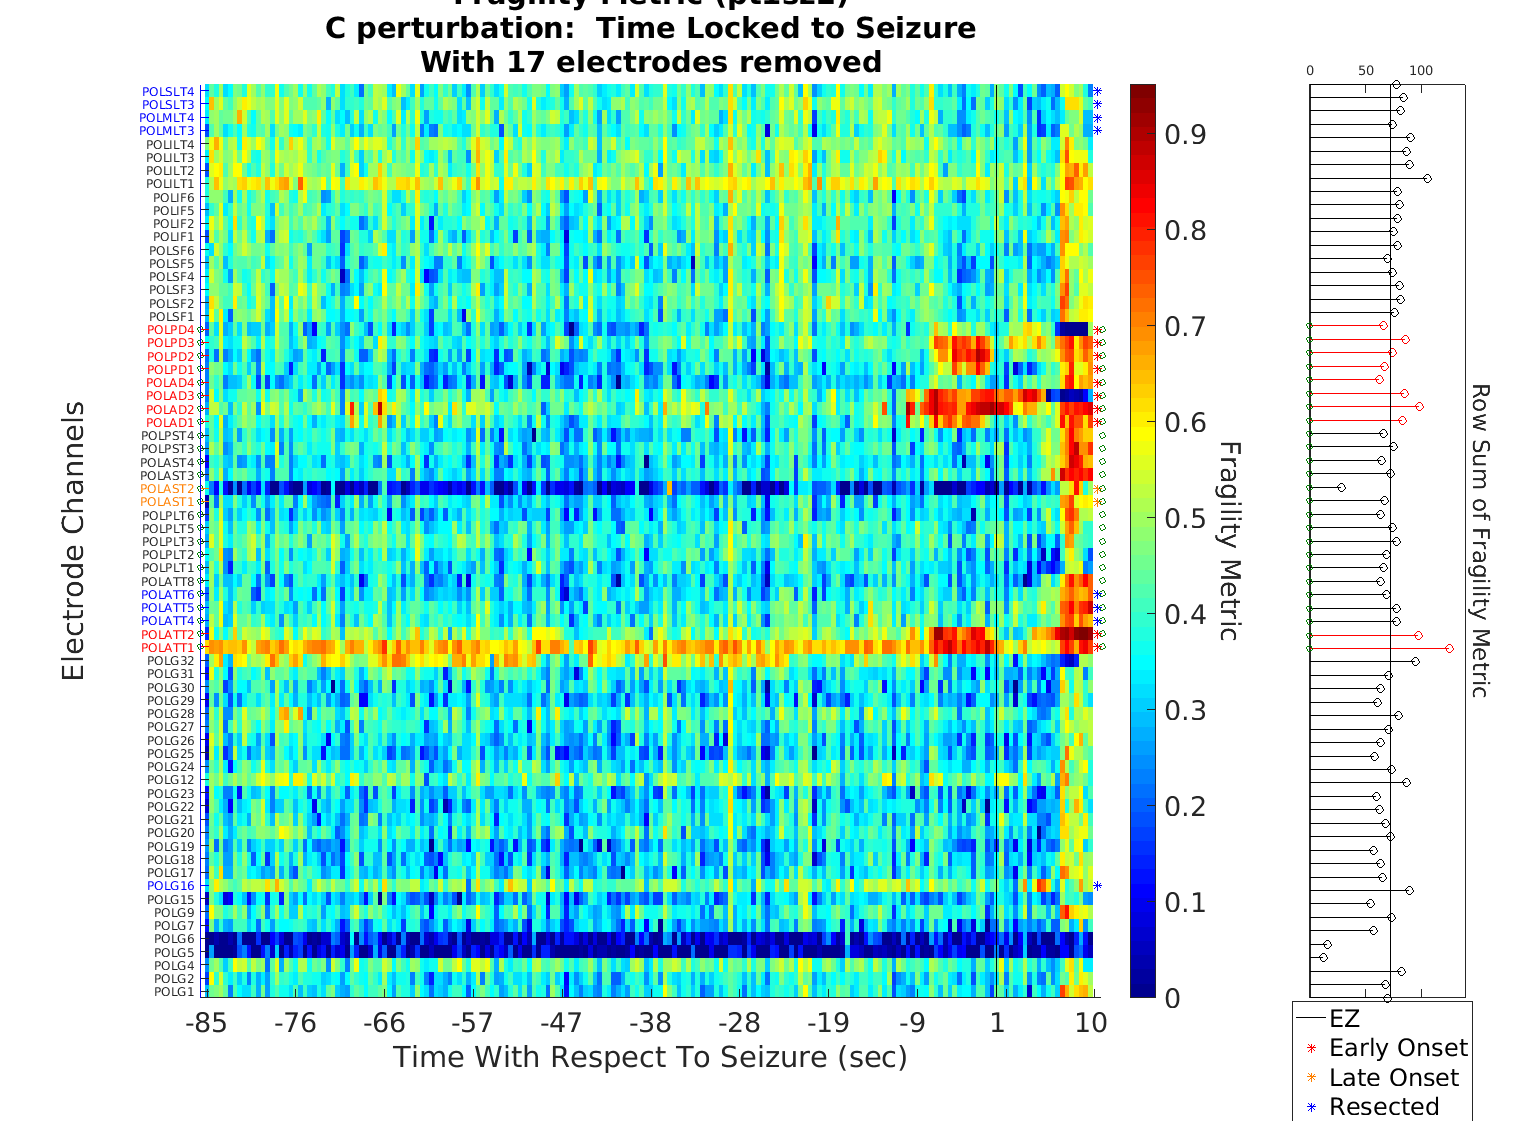 Fragility Metric (pt1sz2)
C perturbation:  Time Locked to Seizure
With 17 electrodes removed
Electrode Channels
POLSLT4
POLSLT3
POLMLT4
POLMLT3
POLILT4
POLILT3
POLILT2
POLILT1
POLIF6
POLIF5
POLIF2
POLIF1
POLSF6
POLSF5
POLSF4
POLSF3
POLSF2
POLSF1
POLPD4
POLPD3
POLPD2
POLPD1
POLAD4
POLAD3
POLAD2
POLAD1
POLPST4
POLPST3
POLAST4
POLAST3
POLAST2
POLAST1
POLPLT6
POLPLT5
POLPLT3
POLPLT2
POLPLT1
POLATT8
POLATT6
POLATT5
POLATT4
POLATT2
POLATT1
POLG32
POLG31
POLG30
POLG29
POLG28
POLG27
POLG26
POLG25
POLG24
POLG12
POLG23
POLG22
POLG21
POLG20
POLG19
POLG18
POLG17
POLG16
POLG15
POLG9
POLG7
POLG6
POLG5
POLG4
POLG2
POLG1
-85 -76 -66 -57 -47 -38 -28 -19 -9 1 10
Time With Respect To Seizure (sec)
0.9
0.8
0.7
0.6
0.5
0.4
0.3
0.2
0.1
0
Fragility Metric
0 50 100
Row Sum of Fragility Metric
EZ
Early Onset
Late Onset
Resected